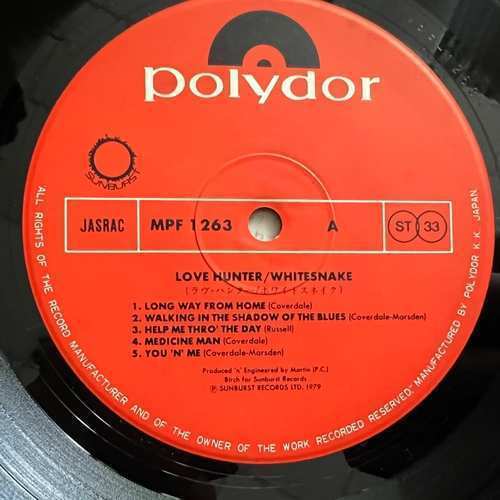 polydor
SUNBURST
JASRAC
MPF 1263
A
ST 33
LOVE HUNTER/WHITESNAKE
(ラヴ・ハンター/ホワイトスネイク)
1. LONG WAY FROM HOME (Coverdale)
2. WALKING IN THE SHADOW OF THE BLUES (Coverdale-Marsden)
3. HELP ME THRO' THE DAY (Russell)
4. MEDICINE MAN (Coverdale)
5. YOU 'N' ME (Coverdale-Marsden)
Produced 'n' Engineered by Martin (P.C.)
Birch for Sunburst Records
Ⓟ SUNBURST RECORDS LTD. 1979
ALL RIGHTS OF THE RECORD MANUFACTURER AND OF THE OWNER OF THE WORK RECORDED RESERVED. MANUFACTURED BY POLYDOR K.K. JAPAN